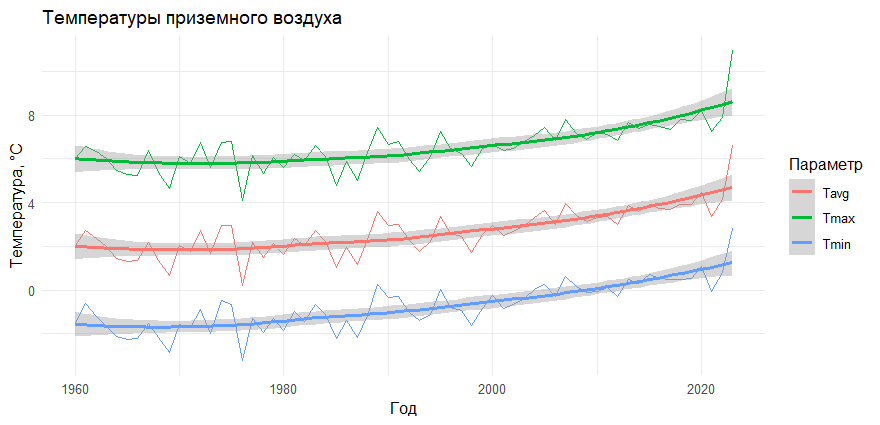 Температуры приземного воздуха
Температура, °C
8
4
0
1960
1980
2000
2020
Год
Параметр
Tavg
Tmax
Tmin